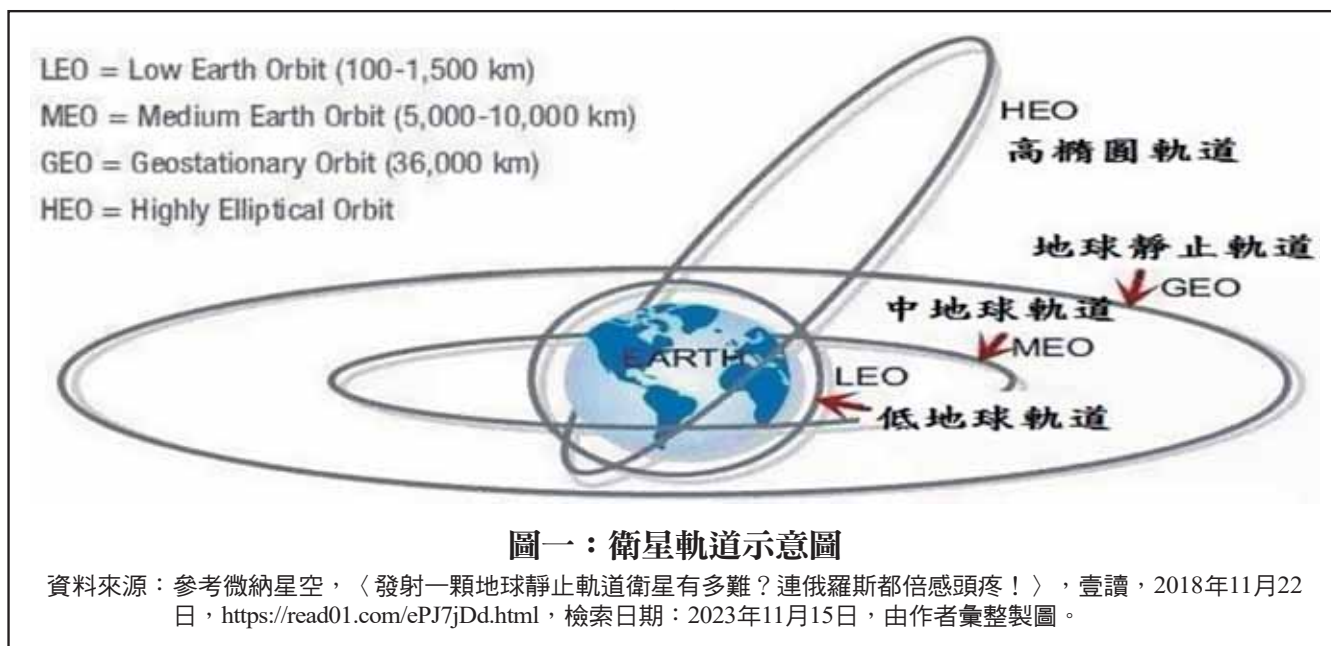 LEO = Low Earth Orbit (100-1,500 km)
MEO = Medium Earth Orbit (5,000-10,000 km)
GEO = Geostationary Orbit (36,000 km)
HEO = Highly Elliptical Orbit
HEO
高橢圓軌道
地球靜止軌道
GEO
中地球軌道
MEO
EARTH
LEO
低地球軌道
圖一：衛星軌道示意圖
資料來源：參考微納星空，〈發射一顆地球靜止軌道衛星有多難？連俄羅斯都倍感頭疼！〉，壹讀，2018年11月22
日，https://read01.com/ePJ7jDd.html，檢索日期：2023年11月15日，由作者彙整製圖。